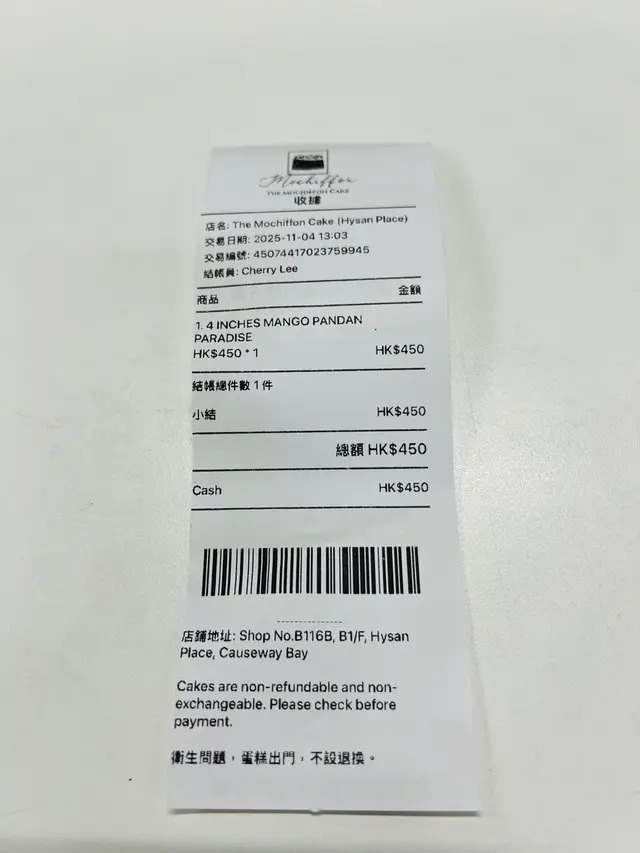 Mochiffon
THE MOCHIFFON CAKE
收據
店名: The Mochiffon Cake (Hysan Place)
交易日期: 2025-11-04 13:03
交易編號: 45074417023759945
結帳員: Cherry Lee
商品 金額
1. 4 INCHES MANGO PANDAN
PARADISE
HK$450 * 1 HK$450
結帳總件數 1 件
小結 HK$450
總額 HK$450
Cash HK$450
店鋪地址: Shop No.B116B, B1/F, Hysan
Place, Causeway Bay
Cakes are non-refundable and non-
exchangeable. Please check before
payment.
衛生問題，蛋糕出門，不設退換。